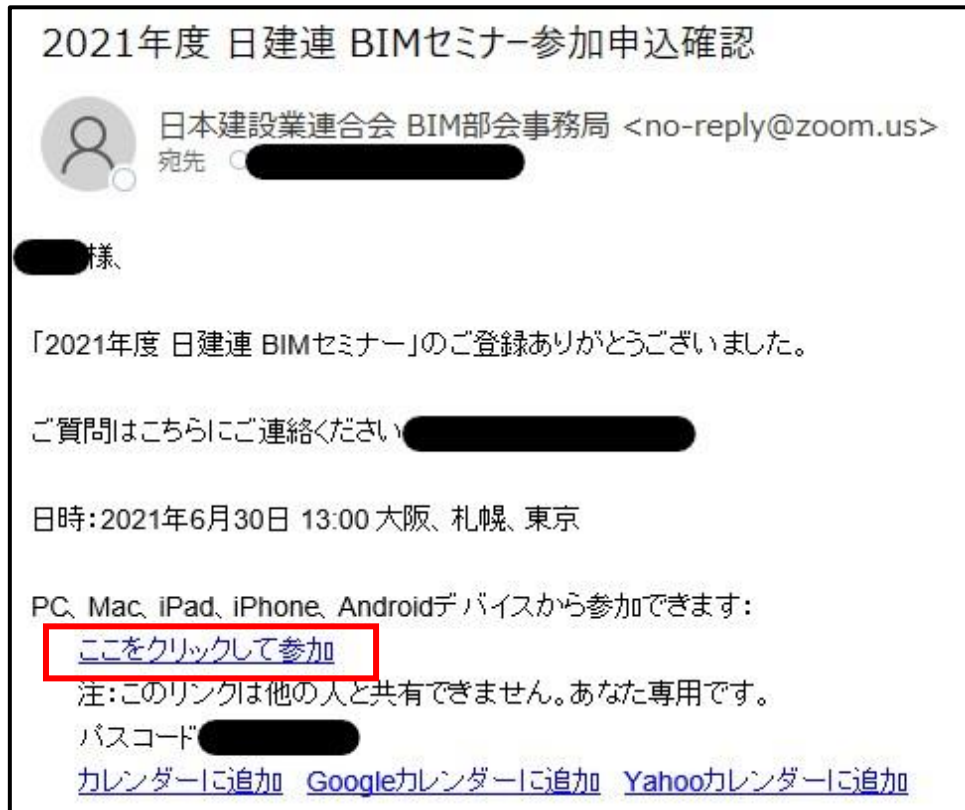 2021年度 日建連 BIMセミナー参加申込確認
日本建設業連合会 BIM部会事務局 <no-reply@zoom.us>
宛先
様、
「2021年度 日建連 BIMセミナー」のご登録ありがとうございました。
ご質問はこちらにご連絡ください
日時:2021年6月30日 13:00 大阪、札幌、東京
PC、Mac、iPad、iPhone、Androidデバイスから参加できます:
ここをクリックして参加
注:このリンクは他の人と共有できません。あなた専用です。
パスコード
カレンダーに追加 Googleカレンダーに追加 Yahooカレンダーに追加